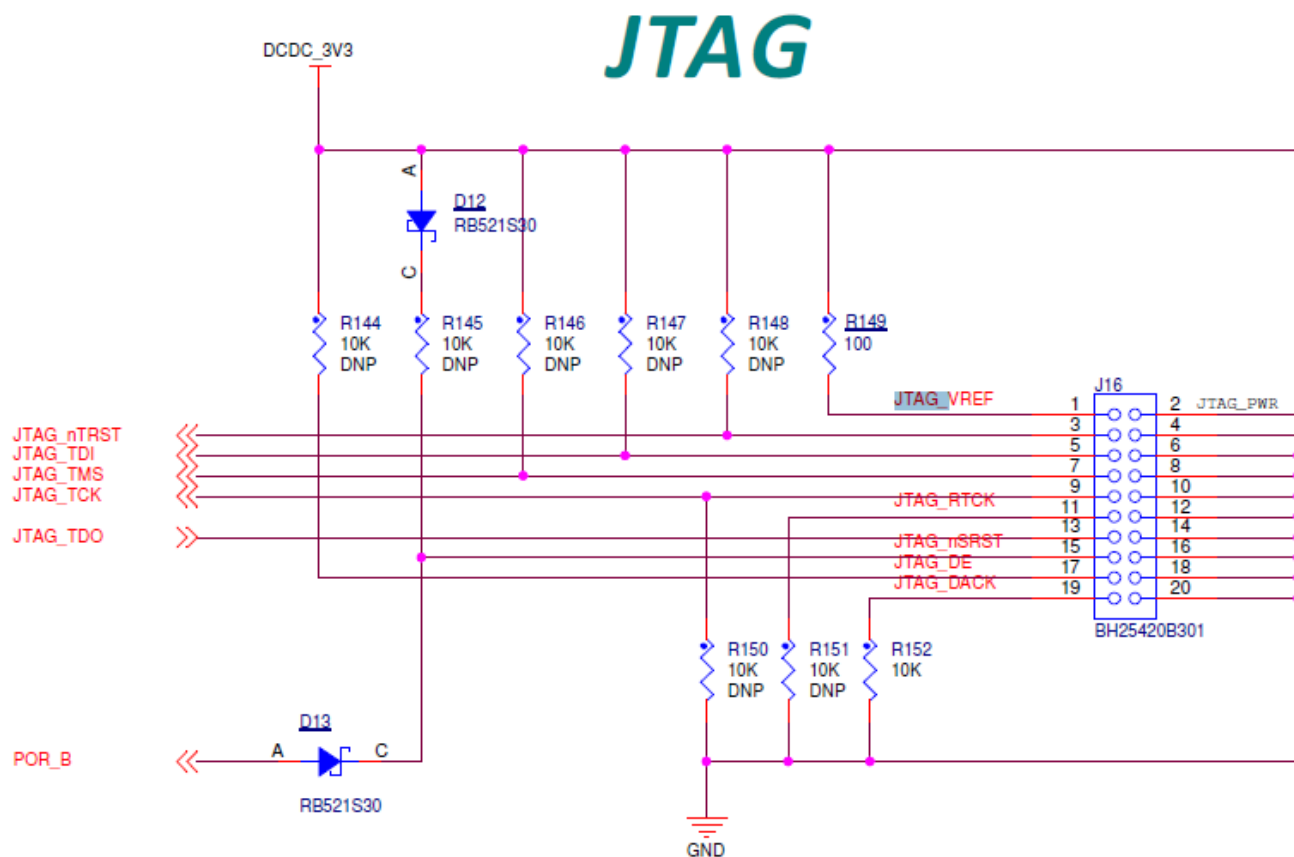 JTAG
DCDC_3V3
A
D12
RB521S30
C
R144
10K
DNP
R145
10K
DNP
R146
10K
DNP
R147
10K
DNP
R148
10K
DNP
R149
100
J16
JTAG_VREF
1
2
JTAG_PWR
JTAG_nTRST
3
4
JTAG_TDI
5
6
JTAG_TMS
7
8
JTAG_TCK
9
10
JTAG_RTCK
11
12
JTAG_TDO
13
14
JTAG_nSRST
15
16
JTAG_DE
17
18
JTAG_DACK
19
20
BH25420B301
R150
10K
DNP
R151
10K
DNP
R152
10K
D13
POR_B
A
C
RB521S30
GND